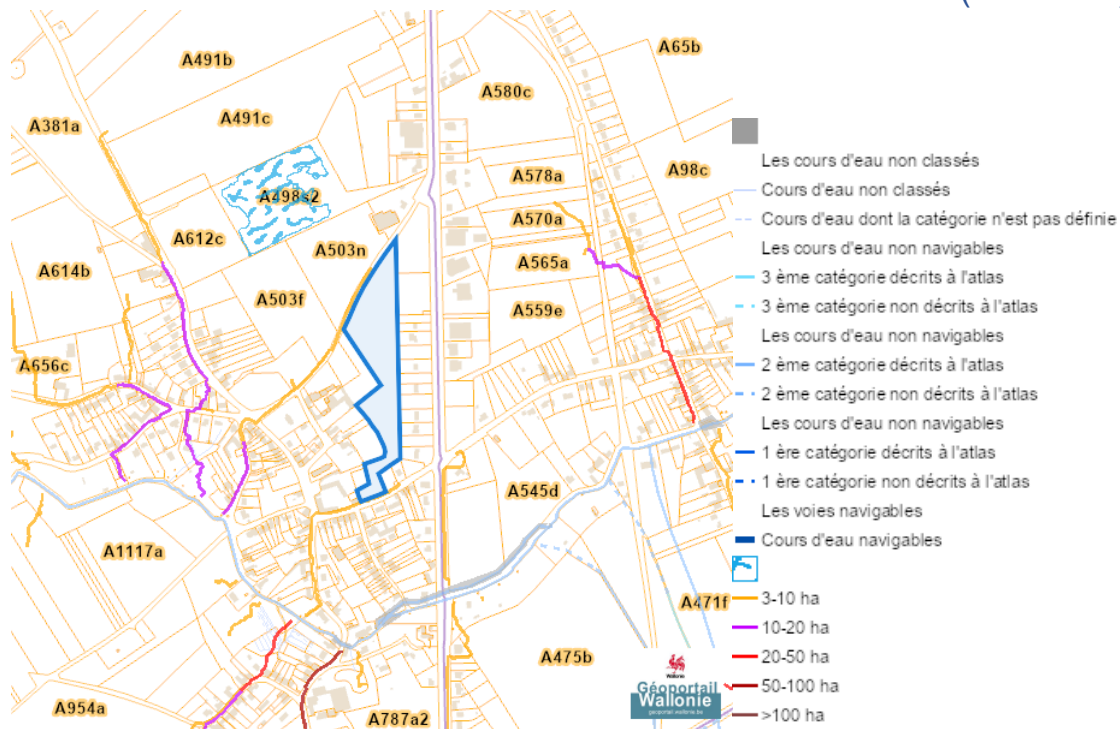 (
A65b
A491b
A580c
A491c
A381a
A98c
A578a
A498s2
A570a
A612c
A503n
A565a
A614b
A503f
A559e
A656c
A545d
A1117a
A471f
A475b
A954a
A787a2
Wallonie
Géoportail
Wallonie
geoportail.wallonie.be
Les cours d'eau non classés
Cours d'eau non classés
Cours d'eau dont la catégorie n'est pas définie
Les cours d'eau non navigables
3 ème catégorie décrits à l'atlas
3 ème catégorie non décrits à l'atlas
Les cours d'eau non navigables
2 ème catégorie décrits à l'atlas
2 ème catégorie non décrits à l'atlas
Les cours d'eau non navigables
1 ère catégorie décrits à l'atlas
1 ère catégorie non décrits à l'atlas
Les voies navigables
Cours d'eau navigables
3-10 ha
10-20 ha
20-50 ha
50-100 ha
>100 ha